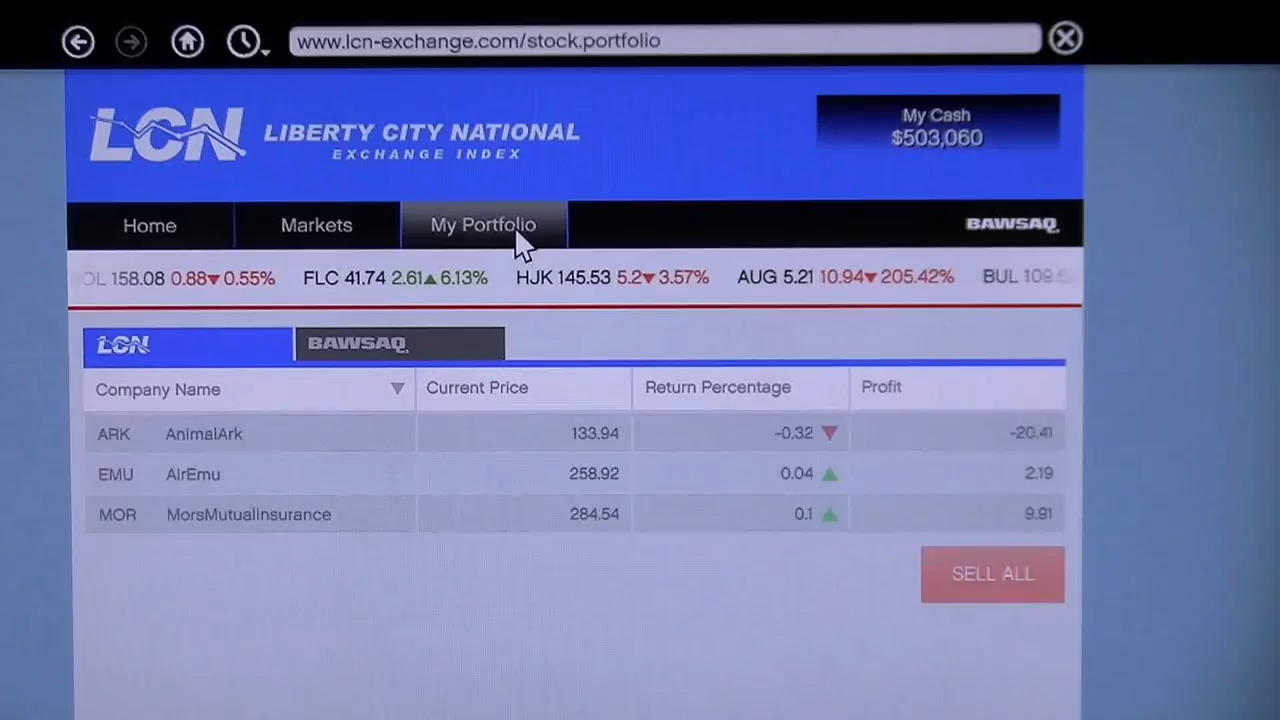 www.lcn-exchange.com/stock.portfolio
LCN LIBERTY CITY NATIONAL
EXCHANGE INDEX
My Cash
$503,060
Home Markets My Portfolio BAWSAQ
OL 158.08 0.88▼0.55% FLC 41.74 2.61▲6.13% HJK 145.53 5.2▼3.57% AUG 5.21 10.94▼205.42% BUL 109.
LCN BAWSAQ
Company Name ▼ Current Price Return Percentage Profit
ARK AnimalArk 133.94 -0.32 ▼ -20.41
EMU AirEmu 258.92 0.04 ▲ 2.19
MOR MorsMutualInsurance 284.54 0.1 ▲ 9.91
SELL ALL